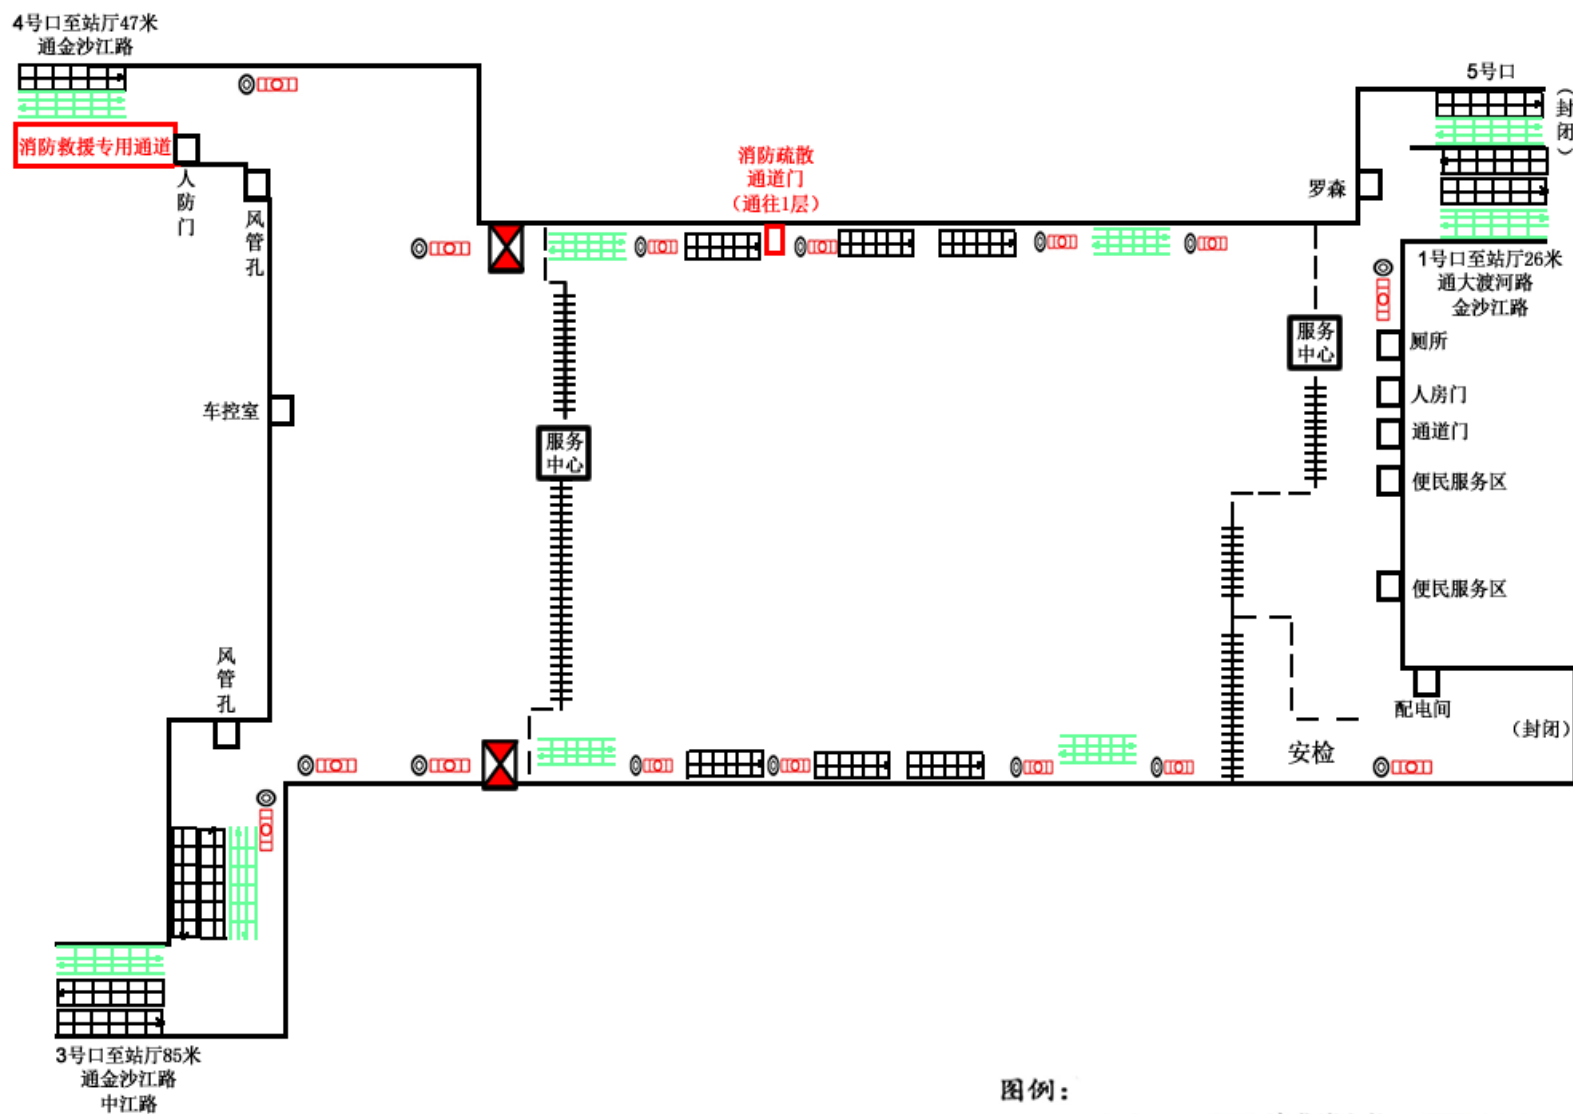 4号口至站厅47米
通金沙江路
消防救援专用通道
人
防
门
风
管
孔
消防疏散
通道门
（通往1层）
5号口
（封闭）
罗森
1号口至站厅26米
通大渡河路
金沙江路
服务
中心
厕所
人房门
通道门
便民服务区
便民服务区
车控室
服务
中心
风
管
孔
配电间
（封闭）
安检
3号口至站厅85米
通金沙江路
中江路
图例：